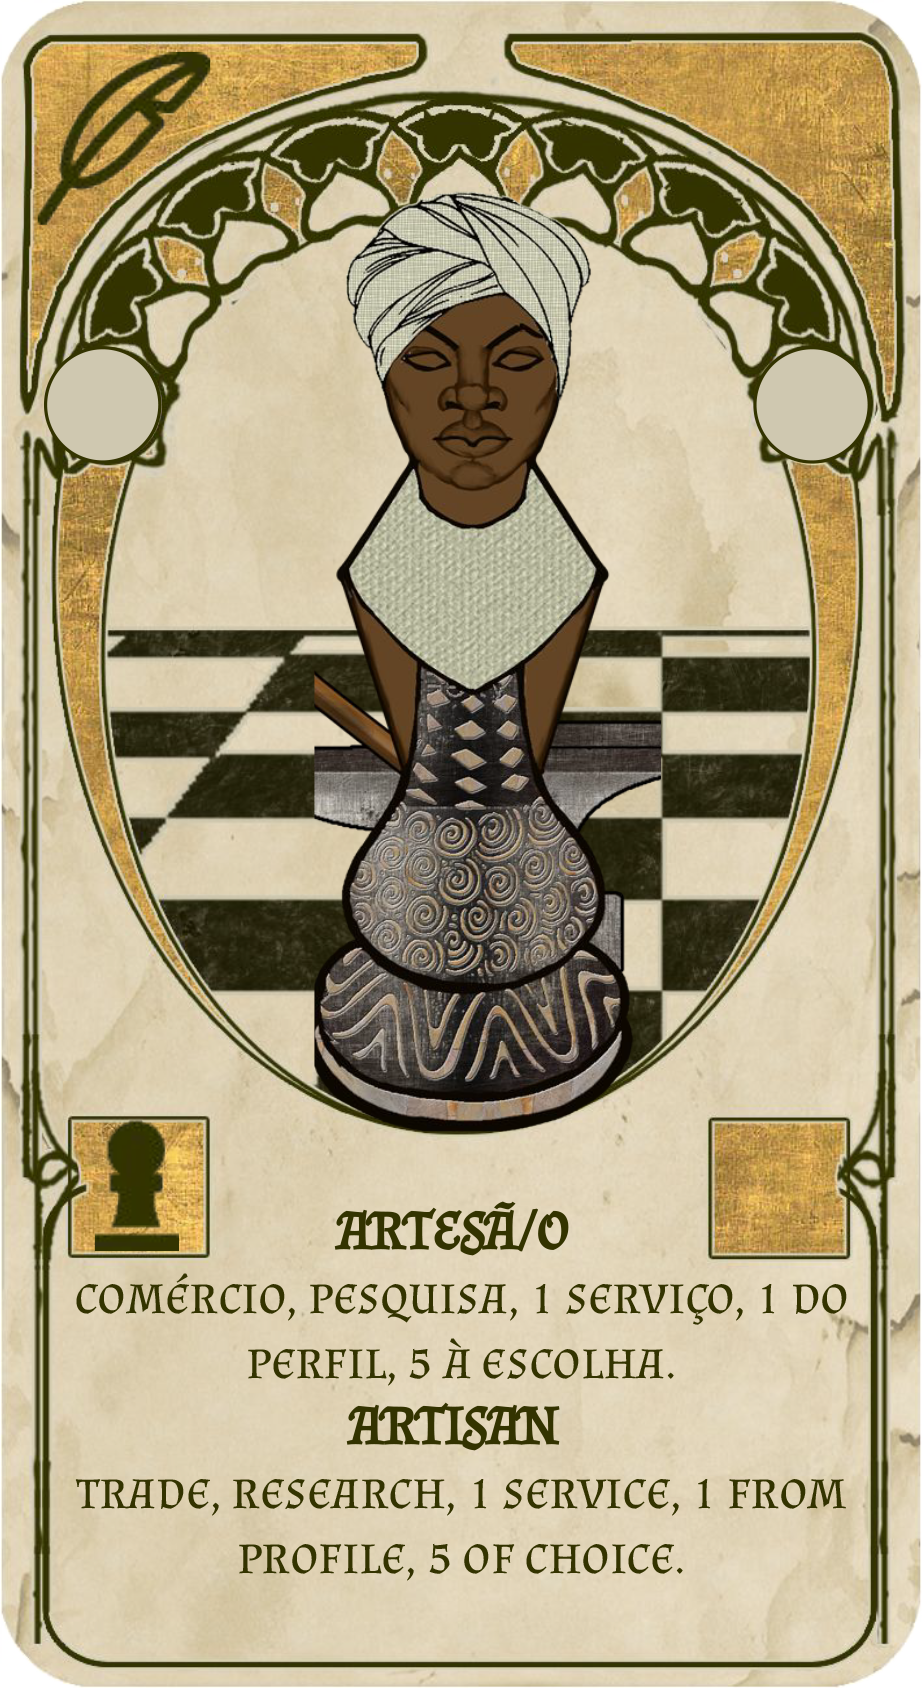 ARTESÃ/O
COMÉRCIO, PESQUISA, 1 SERVIÇO, 1 DO
PERFIL, 5 À ESCOLHA.
ARTISAN
TRADE, RESEARCH, 1 SERVICE, 1 FROM
PROFILE, 5 OF CHOICE.